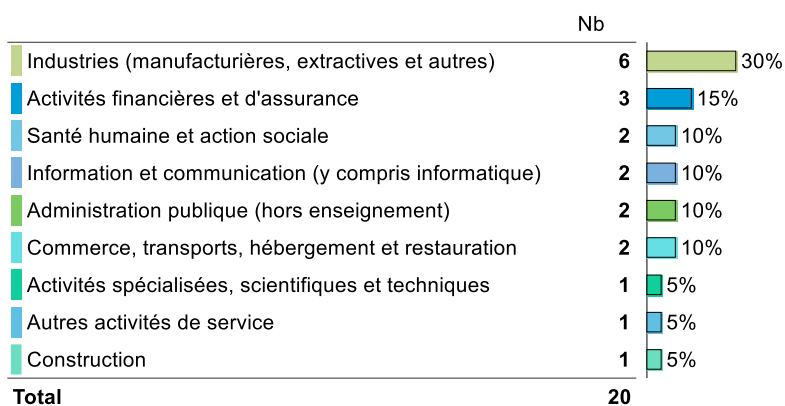 Nb
Industries (manufacturières, extractives et autres) 6 30%
Activités financières et d'assurance 3 15%
Santé humaine et action sociale 2 10%
Information et communication (y compris informatique) 2 10%
Administration publique (hors enseignement) 2 10%
Commerce, transports, hébergement et restauration 2 10%
Activités spécialisées, scientifiques et techniques 1 5%
Autres activités de service 1 5%
Construction 1 5%
Total 20